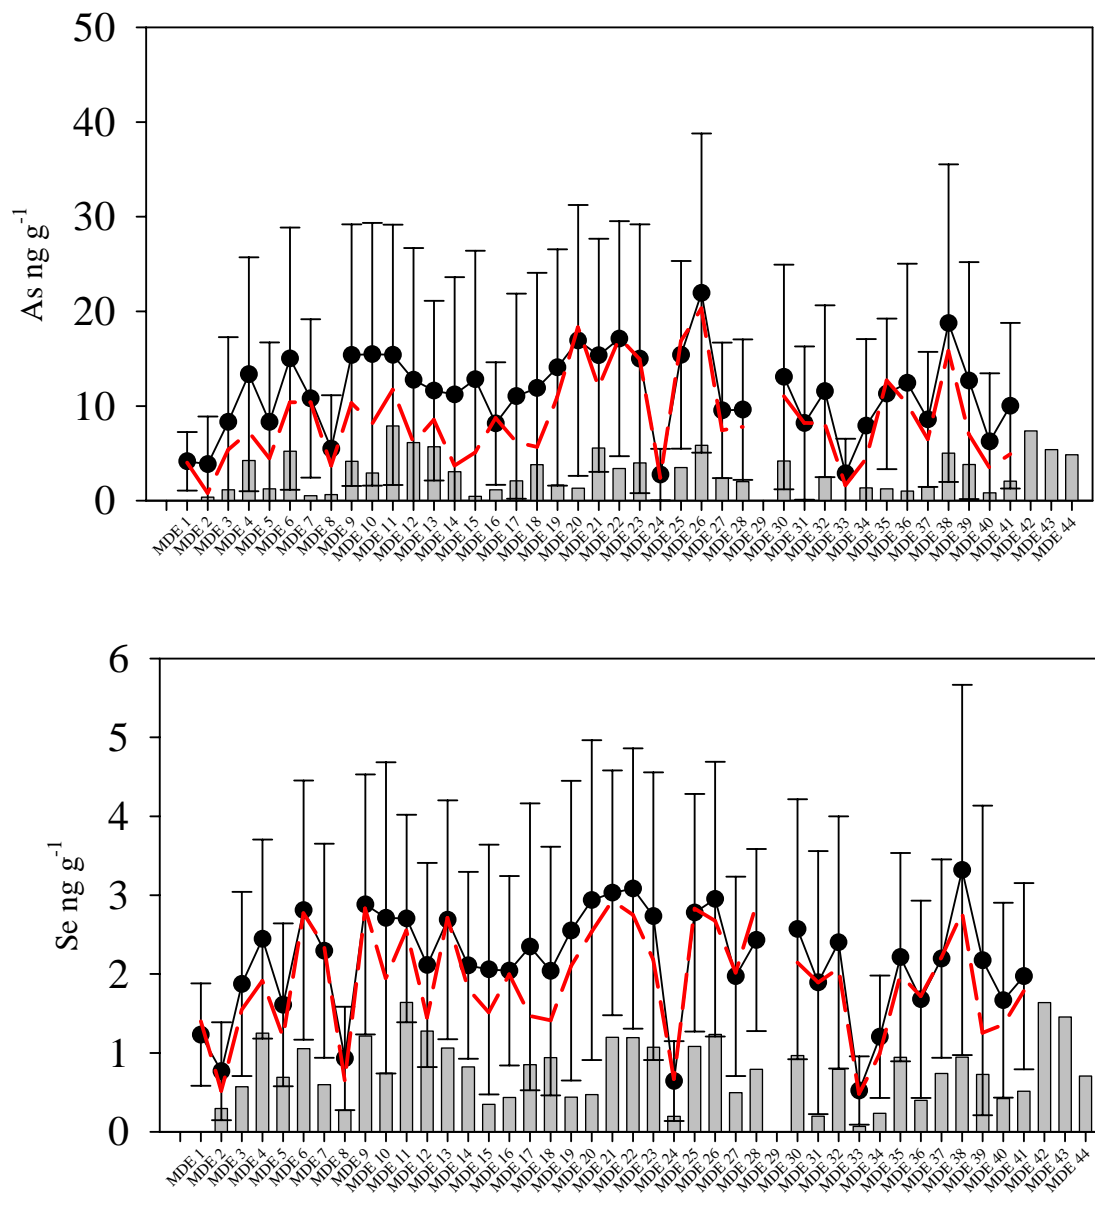 50
40
30
20
10
0
As ng g-1
MDE 1
MDE 2
MDE 3
MDE 4
MDE 5
MDE 6
MDE 7
MDE 8
MDE 9
MDE 10
MDE 11
MDE 12
MDE 13
MDE 14
MDE 15
MDE 16
MDE 17
MDE 18
MDE 19
MDE 20
MDE 21
MDE 22
MDE 23
MDE 24
MDE 25
MDE 26
MDE 27
MDE 28
MDE 29
MDE 30
MDE 31
MDE 32
MDE 33
MDE 34
MDE 35
MDE 36
MDE 37
MDE 38
MDE 39
MDE 40
MDE 41
MDE 42
MDE 43
MDE 44
6
5
4
3
2
1
0
Se ng g-1
MDE 1
MDE 2
MDE 3
MDE 4
MDE 5
MDE 6
MDE 7
MDE 8
MDE 9
MDE 10
MDE 11
MDE 12
MDE 13
MDE 14
MDE 15
MDE 16
MDE 17
MDE 18
MDE 19
MDE 20
MDE 21
MDE 22
MDE 23
MDE 24
MDE 25
MDE 26
MDE 27
MDE 28
MDE 29
MDE 30
MDE 31
MDE 32
MDE 33
MDE 34
MDE 35
MDE 36
MDE 37
MDE 38
MDE 39
MDE 40
MDE 41
MDE 42
MDE 43
MDE 44